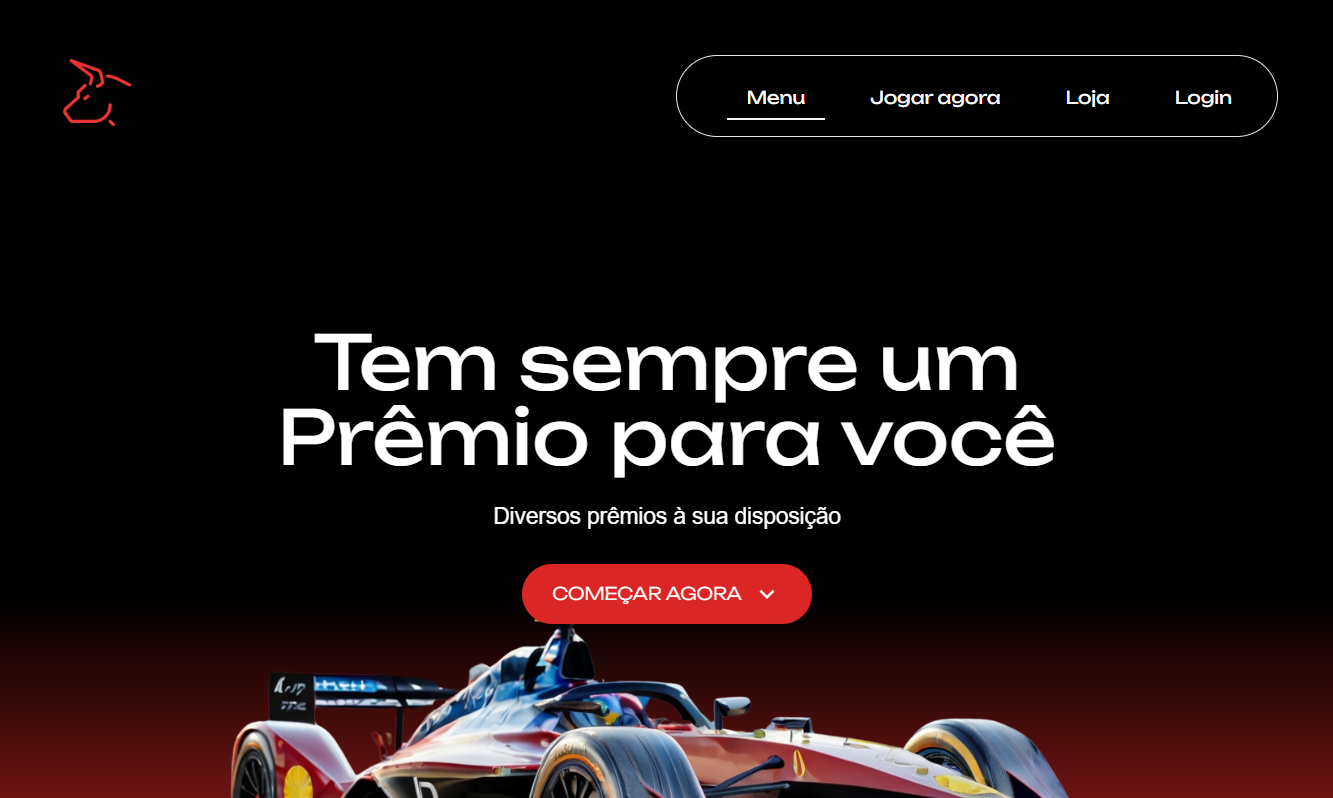 Menu
Jogar agora
Loja
Login
Tem sempre um
Prêmio para você
Diversos prêmios à sua disposição
COMEÇAR AGORA